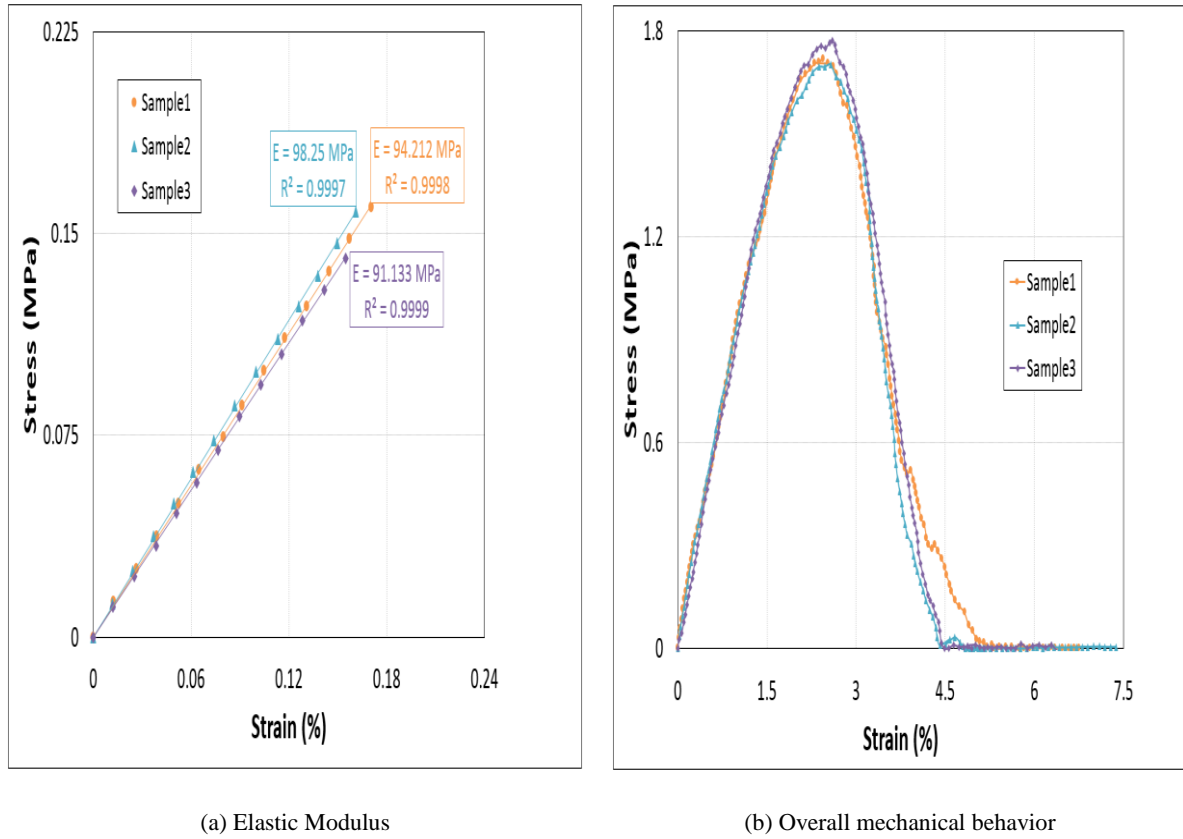 0.225
0.15
0.075
0
Stress (MPa)
Sample1
Sample2
Sample3
E = 98.25 MPa
R² = 0.9997
E = 94.212 MPa
R² = 0.9998
E = 91.133 MPa
R² = 0.9999
0 0.06 0.12 0.18 0.24
Strain (%)
(a) Elastic Modulus
1.8
1.2
0.6
0
Stress (MPa)
Sample1
Sample2
Sample3
0 1.5 3 4.5 6 7.5
Strain (%)
(b) Overall mechanical behavior